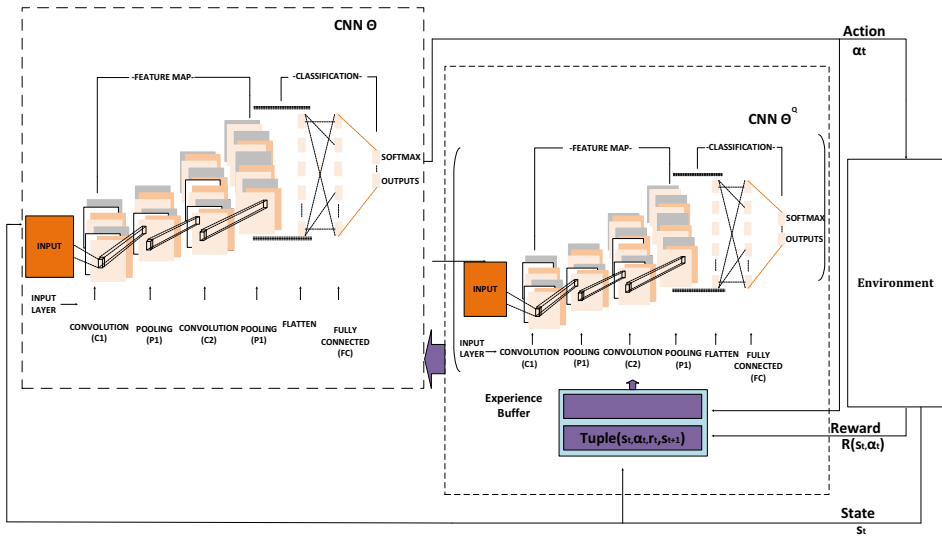 CNN Θ
-FEATURE MAP-
-CLASSIFICATION-
SOFTMAX
OUTPUTS
INPUT
INPUT
LAYER
CONVOLUTION
(C1)
POOLING
(P1)
CONVOLUTION
(C2)
POOLING
(P1)
FLATTEN
FULLY
CONNECTED
(FC)
CNN Θ^Q
-FEATURE MAP-
-CLASSIFICATION-
SOFTMAX
OUTPUTS
INPUT
INPUT
LAYER
CONVOLUTION
(C1)
POOLING
(P1)
CONVOLUTION
(C2)
POOLING
(P1)
FLATTEN
FULLY
CONNECTED
(FC)
Experience
Buffer
Tuple(sₜ,αₜ,rₜ,sₜ₊₁)
Action
αₜ
Environment
Reward
R(sₜ,αₜ)
State
sₜ